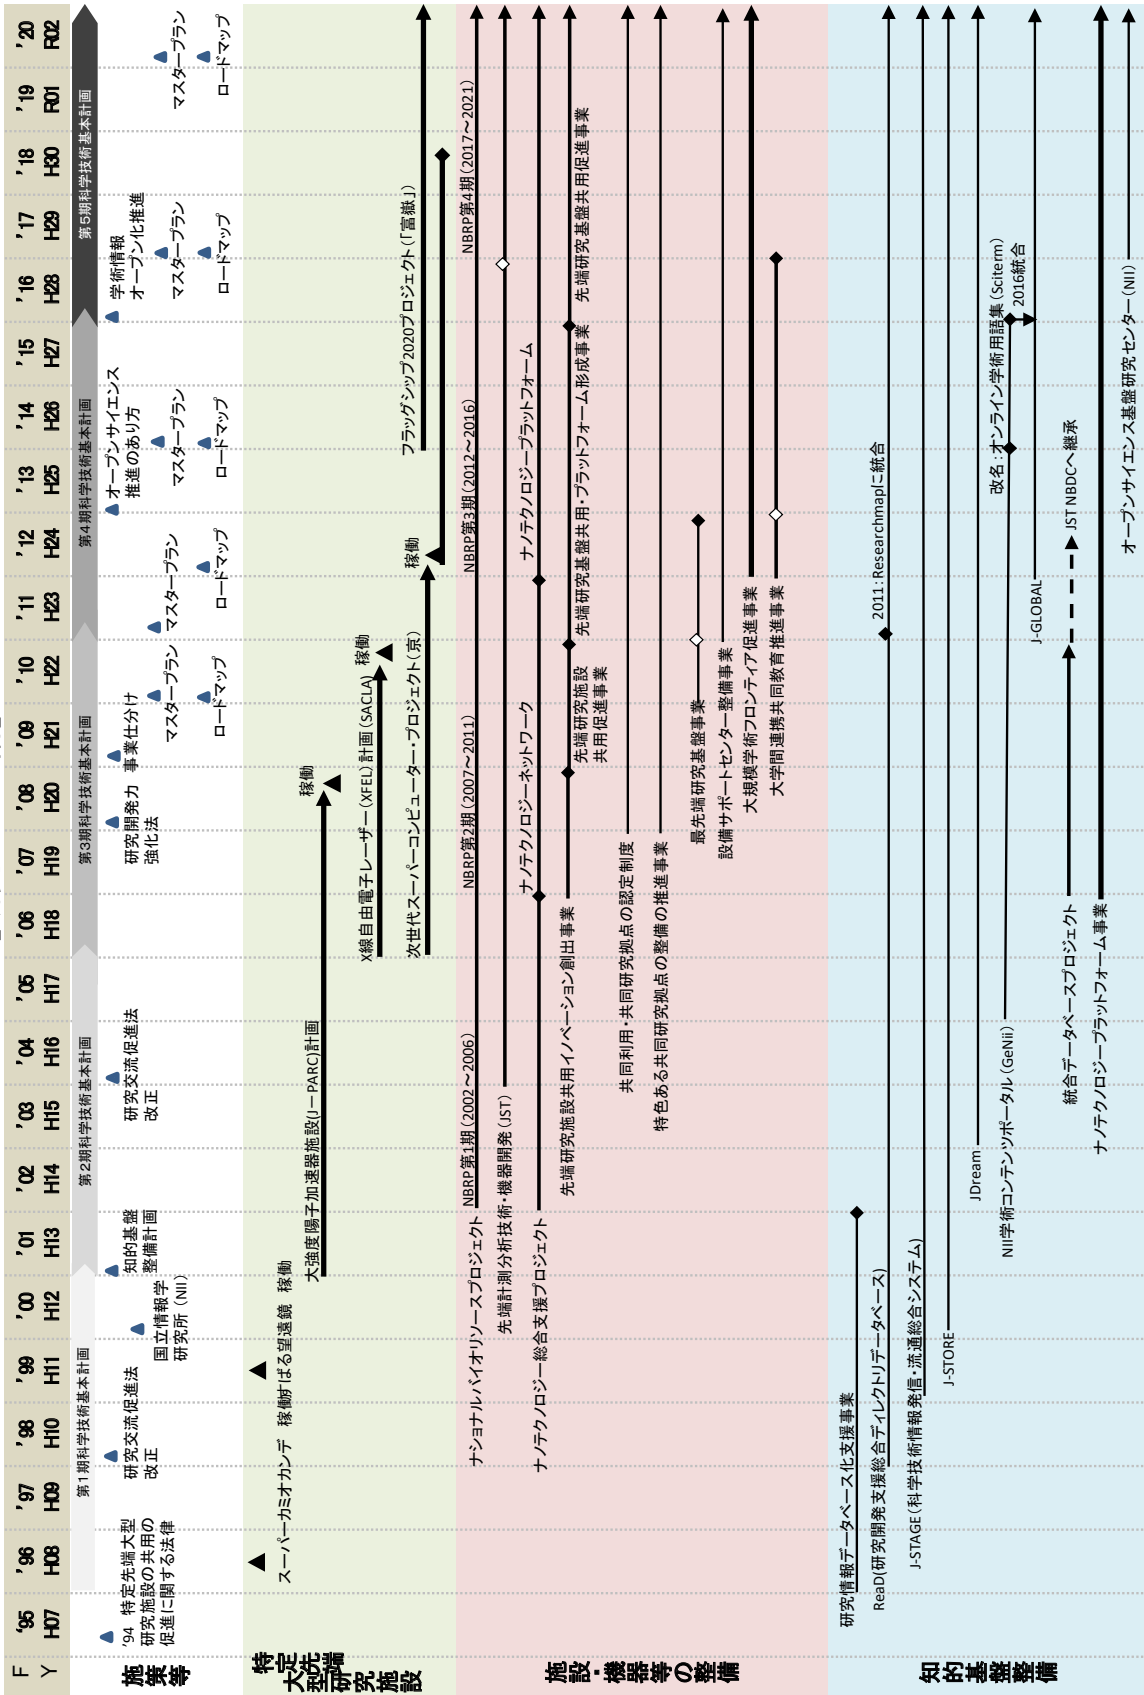 F ’95 ’96 ’97 ’98 ’99 ’00 ’01 ’02 ’03 ’04 ’05 ’06 ’07 ’08 ’09 ’10 ’11 ’12 ’13 ’14 ’15 ’16 ’17 ’18 ’19 ’20
Y H07 H08 H09 H10 H11 H12 H13 H14 H15 H16 H17 H18 H19 H20 H21 H22 H23 H24 H25 H26 H27 H28 H29 H30 R01 R02
第1期科学技術基本計画
第2期科学技術基本計画
第3期科学技術基本計画
第4期科学技術基本計画
第5期科学技術基本計画
施策等
’94 特定先端大型
研究施設の共用の
促進に関する法律
研究交流促進法
改正
国立情報学
研究所（NII）
知的基盤
整備計画
研究交流促進法
改正
研究開発力
強化法
事業仕分け
マスタープラン
ロードマップ
マスタープラン
ロードマップ
オープンサイエンス
推進のあり方
マスタープラン
ロードマップ
学術情報
オープン化推進
マスタープラン
ロードマップ
マスタープラン
ロードマップ
特定先端
大型研究施設
スーパーカミオカンデ 稼働
すばる望遠鏡 稼働
大強度陽子加速器施設(J－PARC)計画
稼働
X線自由電子レーザー（XFEL）計画（SACLA）
稼働
次世代スーパーコンピューター・プロジェクト（京）
稼働
フラッグシップ2020プロジェクト（「富嶽」）
施設・機器等の整備
ナショナルバイオリソースプロジェクト
NBRP第1期（2002～2006）
NBRP第2期（2007～2011）
NBRP第3期（2012～2016）
NBRP第4期（2017～2021）
先端計測分析技術・機器開発（JST）
ナノテクノロジー総合支援プロジェクト
ナノテクノロジーネットワーク
ナノテクノロジープラットフォーム
先端研究施設共用イノベーション創出事業
先端研究施設
共用促進事業
先端研究基盤共用・プラットフォーム形成事業
先端研究基盤共用促進事業
共同利用・共同研究拠点の認定制度
特色ある共同研究拠点の整備の推進事業
最先端研究基盤事業
設備サポートセンター整備事業
大規模学術フロンティア促進事業
大学間連携共同教育推進事業
知的基盤整備
研究情報データベース化支援事業
ReaD(研究開発支援総合ディレクトリデータベース)
2011：Researchmapに統合
J-STAGE（科学技術情報発信・流通総合システム）
J-STORE
JDream
NII学術コンテンツポータル（GeNii）
改名：オンライン学術用語集（Sciterm）
2016統合
J-GLOBAL
統合データベースプロジェクト
JST NBDCへ継承
ナノテクノロジープラットフォーム事業
オープンサイエンス基盤研究センター（NII）